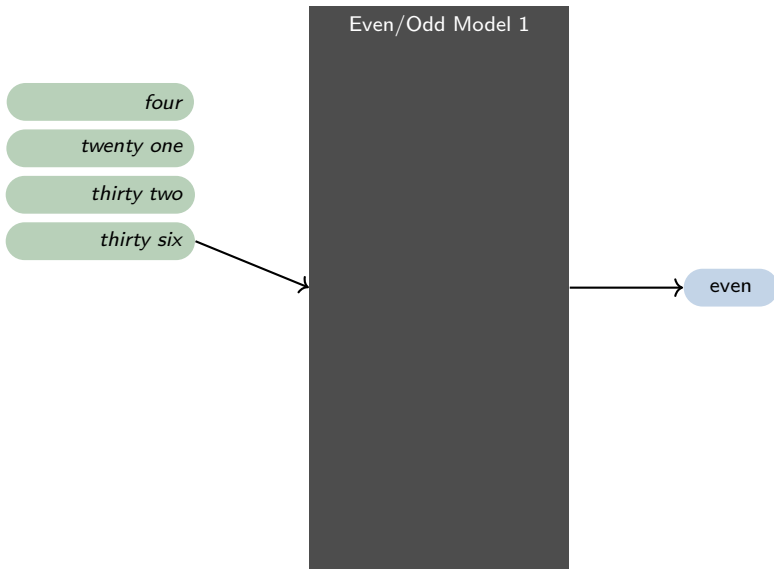 Even/Odd Model 1
four
twenty one
thirty two
thirty six
even